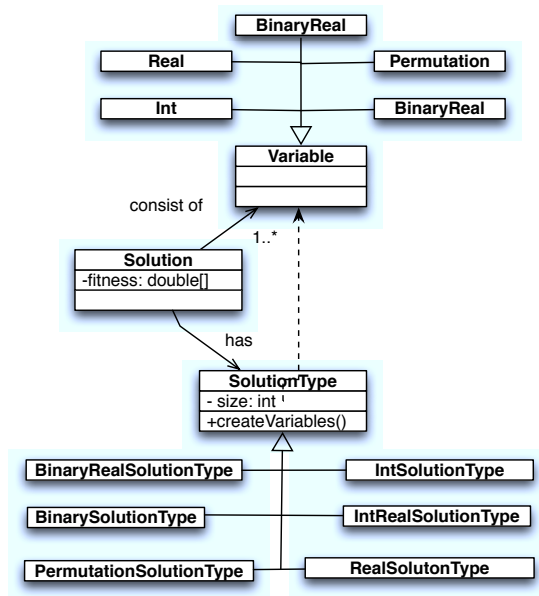 BinaryReal
Real
Permutation
Int
BinaryReal
Variable
consist of
1..*
Solution
-fitness: double[]
has
SolutionType
- size: int
+createVariables()
BinaryRealSolutionType
IntSolutionType
BinarySolutionType
IntRealSolutionType
PermutationSolutionType
RealSolutonType